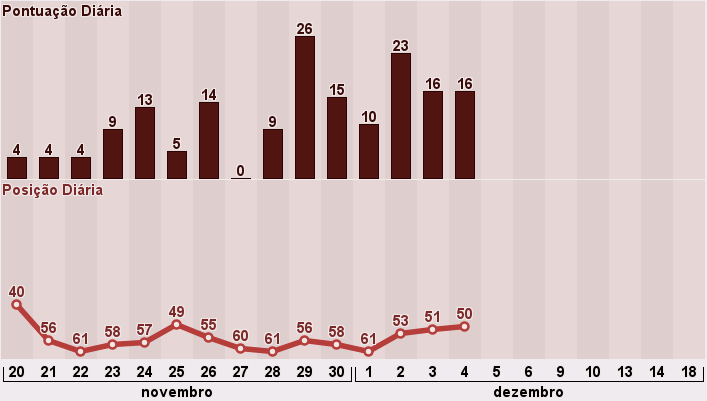 Pontuação Diária
4 4 4 9 13 5 14 0 9 26 15 10 23 16 16
Posição Diária
40 56 61 58 57 49 55 60 61 56 58 61 53 51 50
20 21 22 23 24 25 26 27 28 29 30 1 2 3 4 5 6 9 10 13 14 18
novembro dezembro